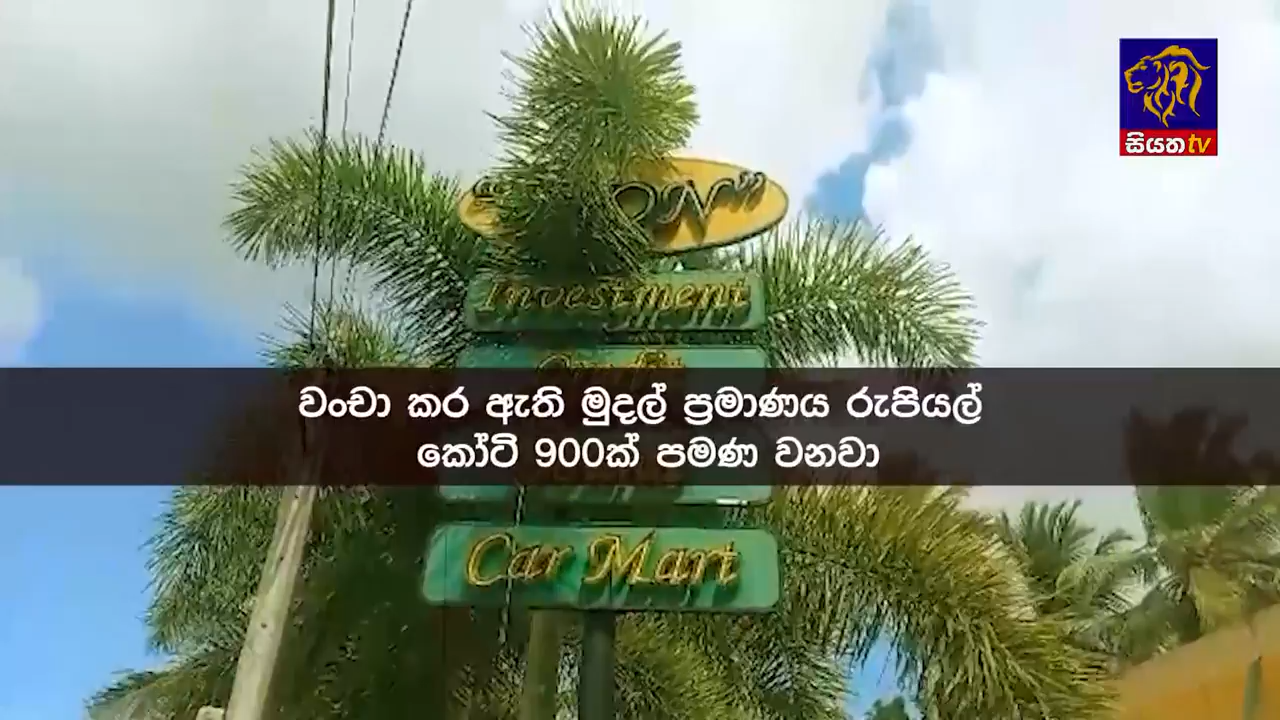 සියත tv
Investment
වංචා කර ඇති මුදල් ප්‍රමාණය රුපියල්
කෝටි 900ක් පමණ වනවා
Car Mart